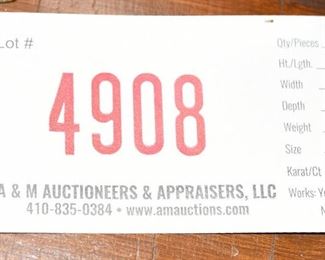 Lot #
4908
A & M AUCTIONEERS & APPRAISERS, LLC
410-835-0384 • www.amauctions.com
Qty/Pieces
Ht./Lgth.
Width
Depth
Weight
Size
Karat/Ct
Works: